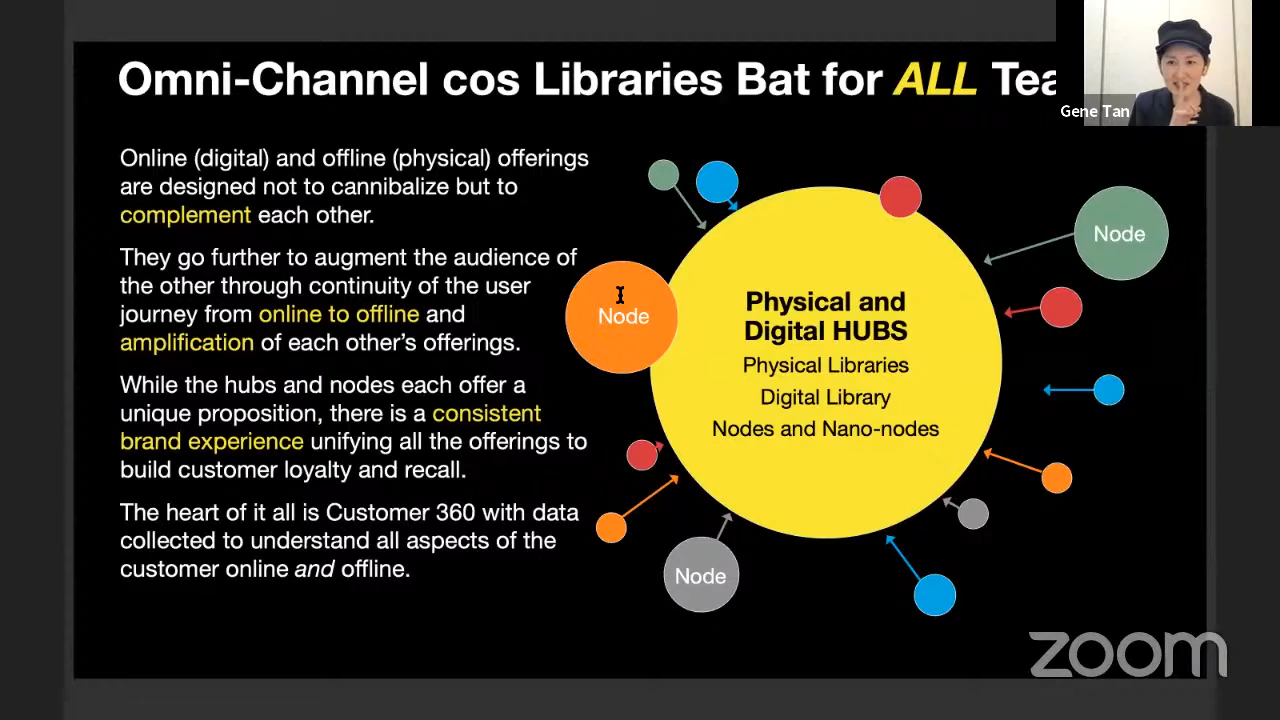 Omni-Channel cos Libraries Bat for ALL Tea
Gene Tan
Online (digital) and offline (physical) offerings
are designed not to cannibalize but to
complement each other.
They go further to augment the audience of
the other through continuity of the user
journey from online to offline and
amplification of each other’s offerings.
While the hubs and nodes each offer a
unique proposition, there is a consistent
brand experience unifying all the offerings to
build customer loyalty and recall.
The heart of it all is Customer 360 with data
collected to understand all aspects of the
customer online and offline.
Node
Node
Physical and
Digital HUBS
Physical Libraries
Digital Library
Nodes and Nano-nodes
Node
zoom